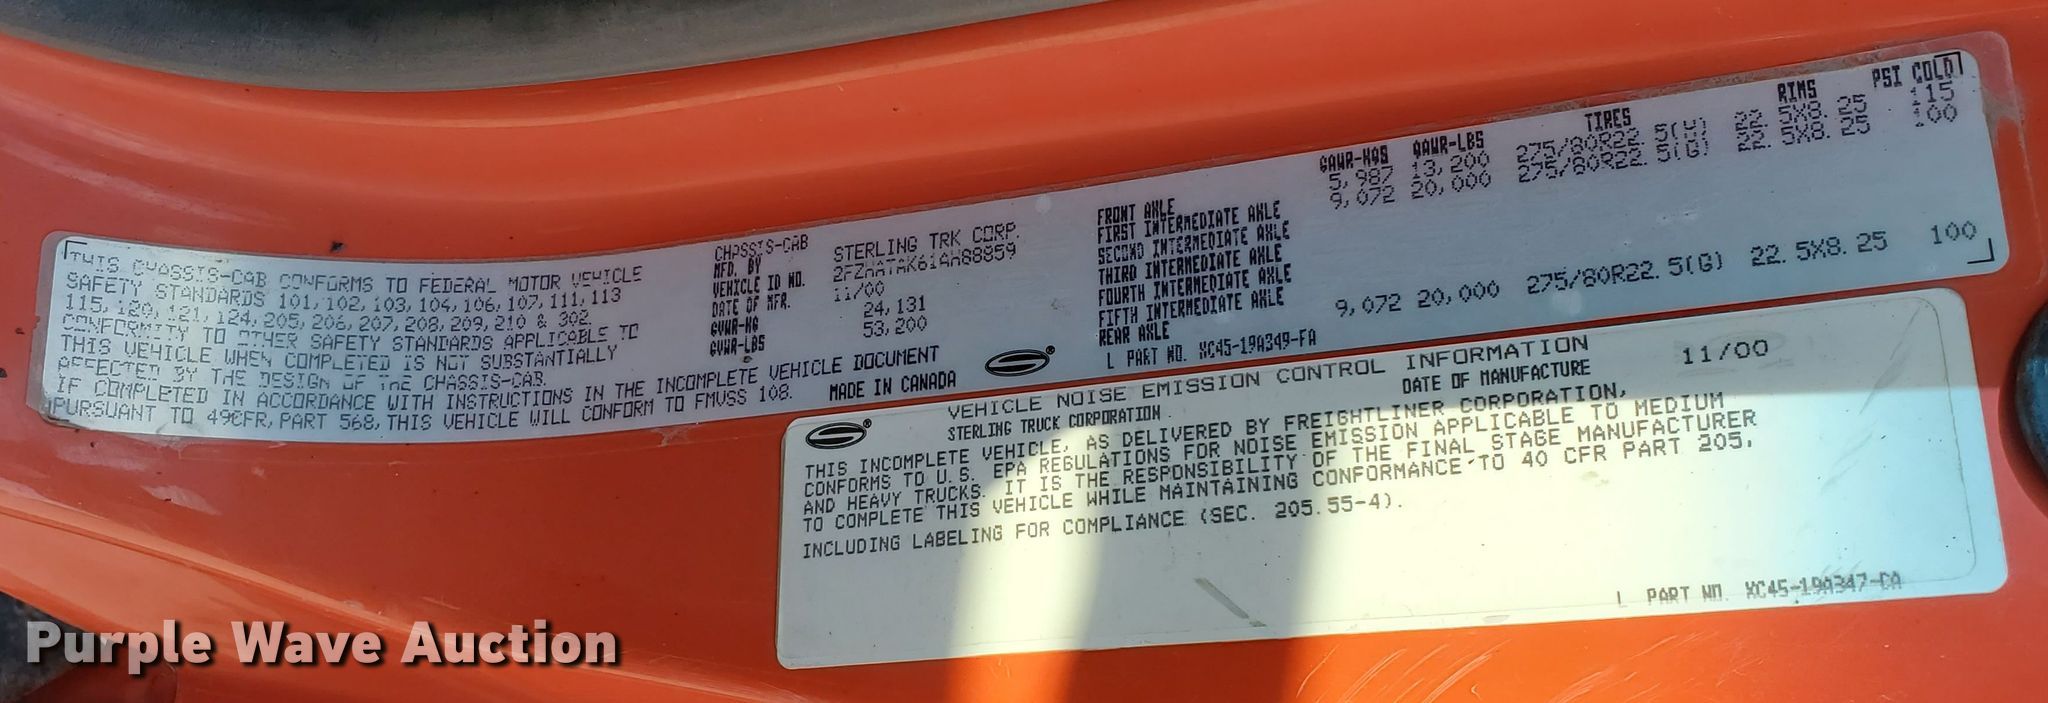 THIS CHASSIS-CAB CONFORMS TO FEDERAL MOTOR VEHICLE
SAFETY STANDARDS 101,102,103,104,106,107,111,113
115,120,121,124,205,206,207,208,209,210 & 302.
CONFORMITY TO OTHER SAFETY STANDARDS APPLICABLE TO
THIS VEHICLE WHEN COMPLETED IS NOT SUBSTANTIALLY
AFFECTED BY THE DESIGN OF THE CHASSIS-CAB.
IF COMPLETED IN ACCORDANCE WITH INSTRUCTIONS IN THE INCOMPLETE VEHICLE DOCUMENT
PURSUANT TO 49CFR, PART 568, THIS VEHICLE WILL CONFORM TO FMVSS 108.
MADE IN CANADA
CHASSIS-CAB
MFD. BY STERLING TRK CORP.
VEHICLE ID NO.
DATE OF MFR. 11/00
GVWR-KG 24,131
GVWR-LBS 53,200
GAWR-KGS GAWR-LBS TIRES RIMS PSI COLD
FRONT AXLE 5,987 13,200 275/80R22.5(H) 22.5X8.25 115
FIRST INTERMEDIATE AXLE 9,072 20,000 275/80R22.5(G) 22.5X8.25 100
SECOND INTERMEDIATE AXLE
THIRD INTERMEDIATE AXLE
FOURTH INTERMEDIATE AXLE
FIFTH INTERMEDIATE AXLE
REAR AXLE 9,072 20,000 275/80R22.5(G) 22.5X8.25 100
L PART NO. XC45-19A349-FA
VEHICLE NOISE EMISSION CONTROL INFORMATION
STERLING TRUCK CORPORATION DATE OF MANUFACTURE 11/00
THIS INCOMPLETE VEHICLE, AS DELIVERED BY FREIGHTLINER CORPORATION,
CONFORMS TO U.S. EPA REGULATIONS FOR NOISE EMISSION APPLICABLE TO MEDIUM
AND HEAVY TRUCKS. IT IS THE RESPONSIBILITY OF THE FINAL STAGE MANUFACTURER
TO COMPLETE THIS VEHICLE WHILE MAINTAINING CONFORMANCE TO 40 CFR PART 205,
INCLUDING LABELING FOR COMPLIANCE (SEC. 205.55-4).
L PART NO. XC45-19A347-CA
Purple Wave Auction